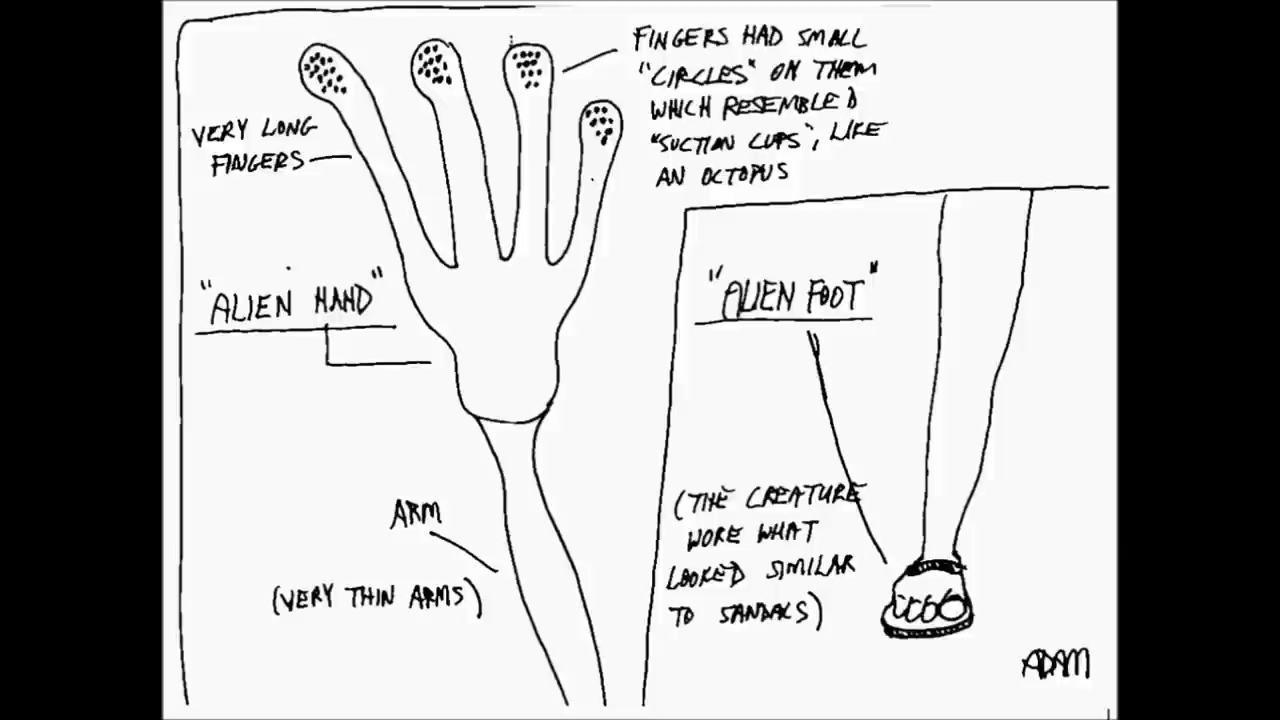 FINGERS HAD SMALL
"CIRCLES" ON THEM
WHICH RESEMBLED
"SUCTION CUPS", LIKE
AN OCTOPUS
VERY LONG
FINGERS
"ALIEN HAND"
"ALIEN FOOT"
ARM
(VERY THIN ARMS)
(THE CREATURE
WORE WHAT
LOOKED SIMILAR
TO SANDALS)
ADAM